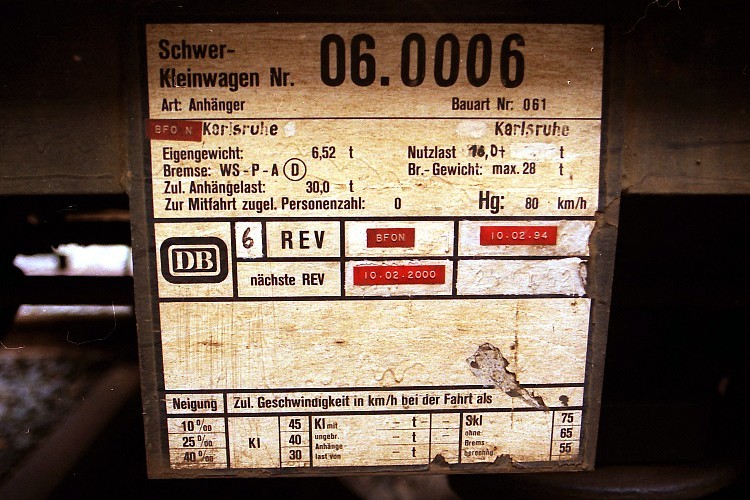 Schwer-
Kleinwagen Nr. 06.0006
Art: Anhänger Bauart Nr: 061
BFO N Karlsruhe Karlsruhe
Eigengewicht: 6,52 t Nutzlast 16,0 t
Bremse: WS-P-A D Br.-Gewicht: max. 28 t
Zul. Anhängelast: 30,0 t
Zur Mitfahrt zugel. Personenzahl: 0 Hg: 80 km/h
DB 6 REV BFON 10.02.94
nächste REV 10.02.2000
Neigung Zul. Geschwindigkeit in km/h bei der Fahrt als
10 ‰ Kl 45 Kl mit – t – Skl 75
25 ‰ 40 ungebr. – t – ohne 65
Anhänge Brems
40 ‰ 30 last von – t – 55